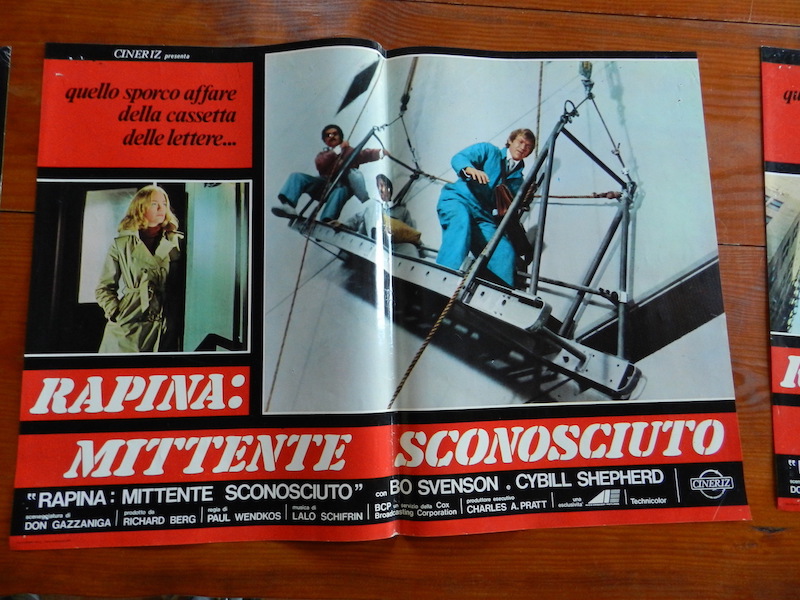 CINERIZ presenta
quello sporco affare
della cassetta
delle lettere...
RAPINA:
MITTENTE SCONOSCIUTO
"RAPINA: MITTENTE SCONOSCIUTO" con BO SVENSON . CYBILL SHEPHERD
sceneggiatura di DON GAZZANIGA
prodotto da RICHARD BERG
regia di PAUL WENDKOS
musica di LALO SCHIFRIN
BCP un servizio della Cox Broadcasting Corporation
produttore esecutivo CHARLES A. PRATT
una esclusività
Technicolor
CINERIZ